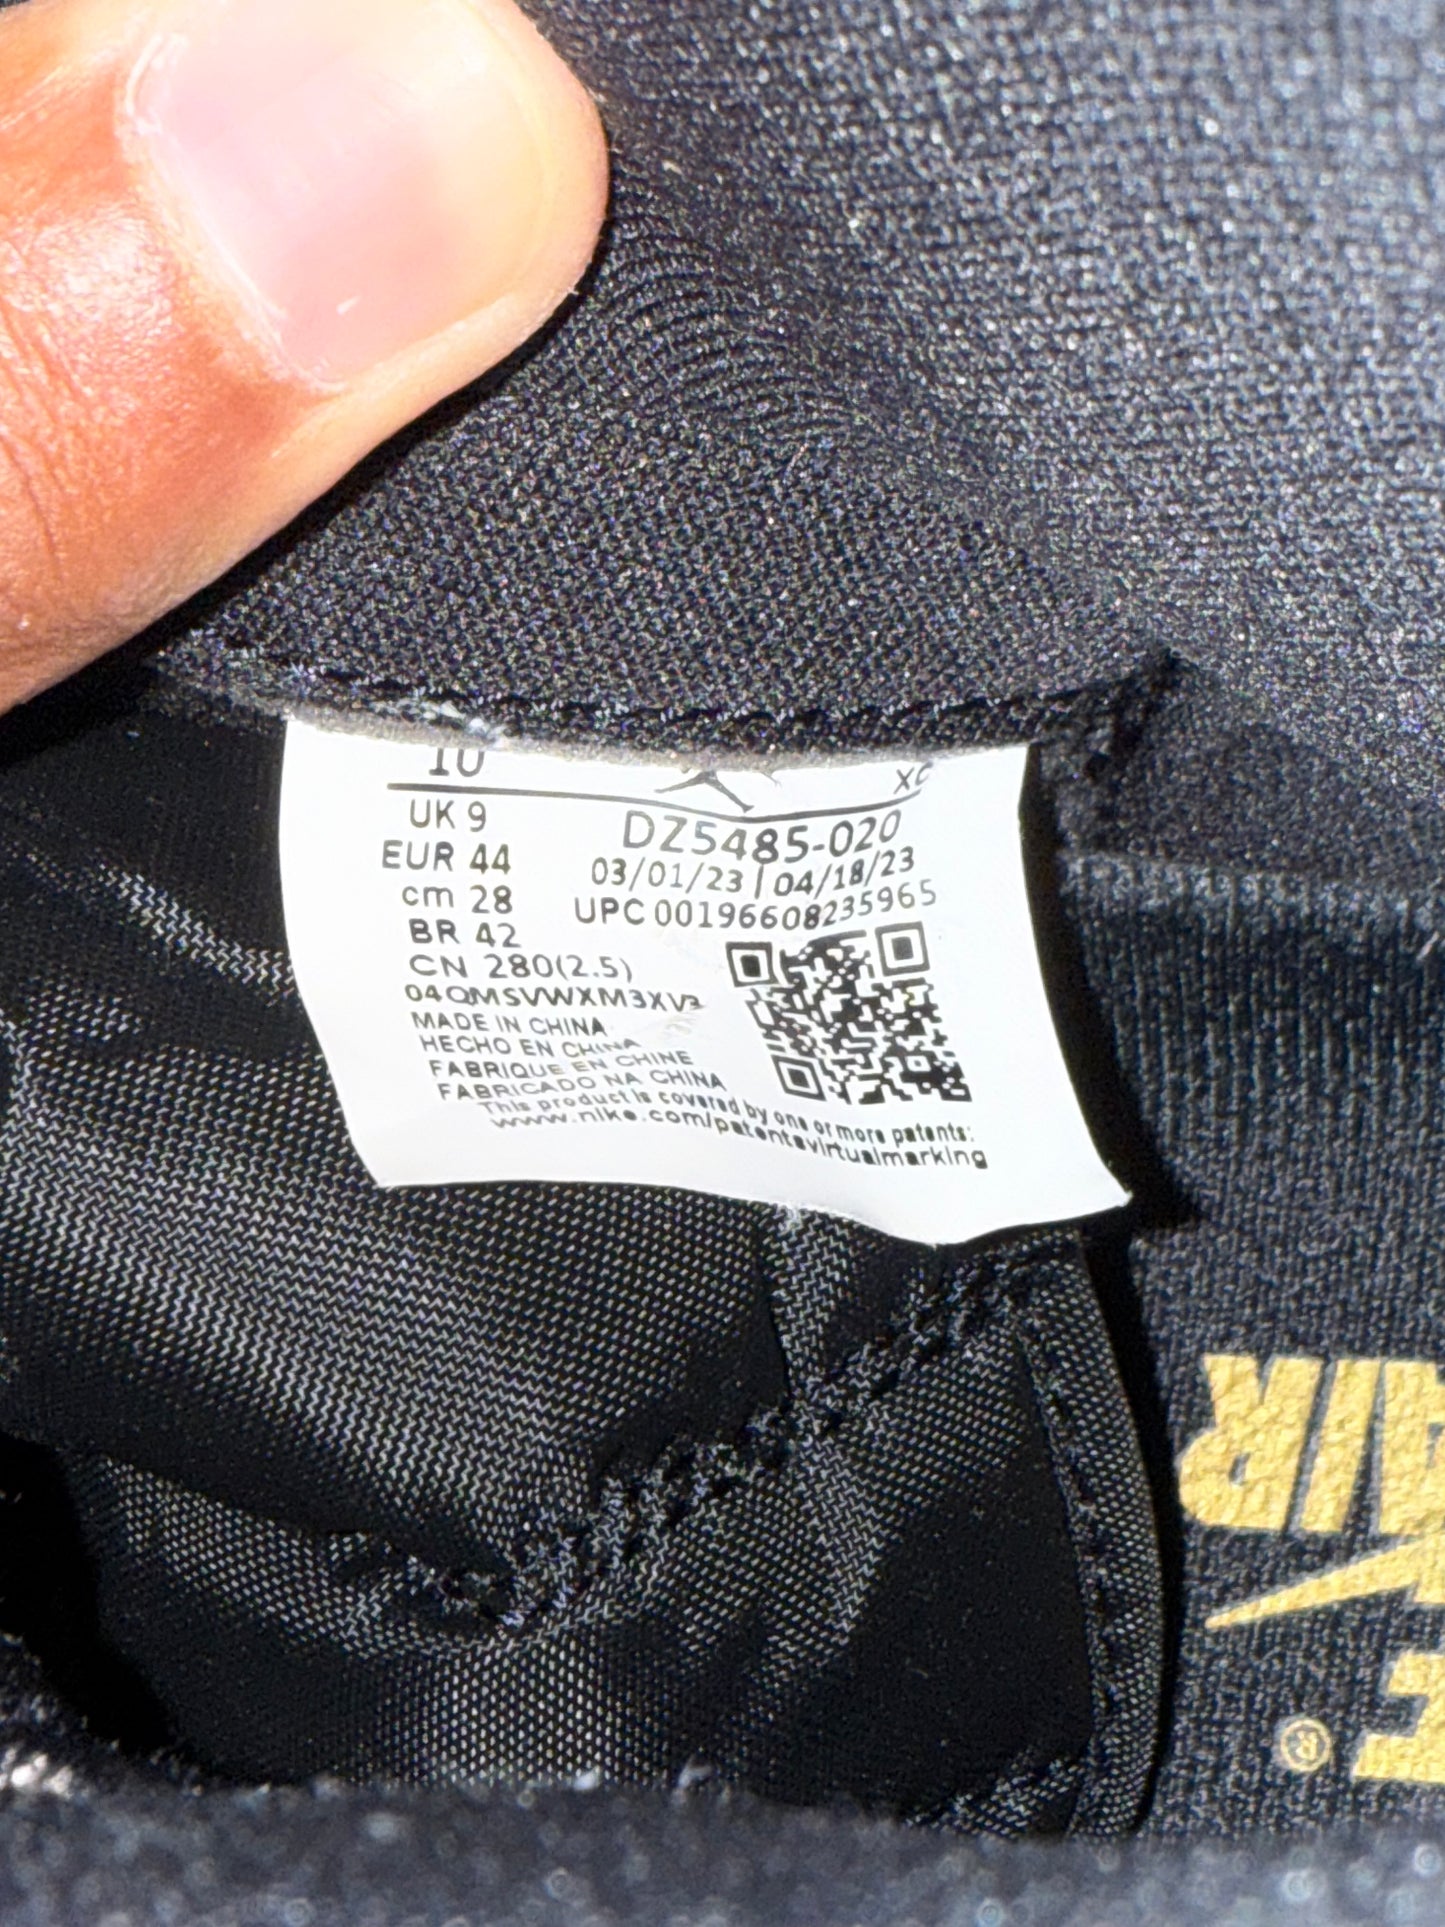 10 XC
UK 9
EUR 44
cm 28
BR 42
CN 280(2.5)
DZ5485-020
03/01/23 | 04/18/23
UPC 00196608235965
MADE IN CHINA
HECHO EN CHINA
FABRIQUE EN CHINE
FABRICADO NA CHINA
This product is covered by one or more patents:
www.nike.com/patentsvirtualmarking
AIR
®